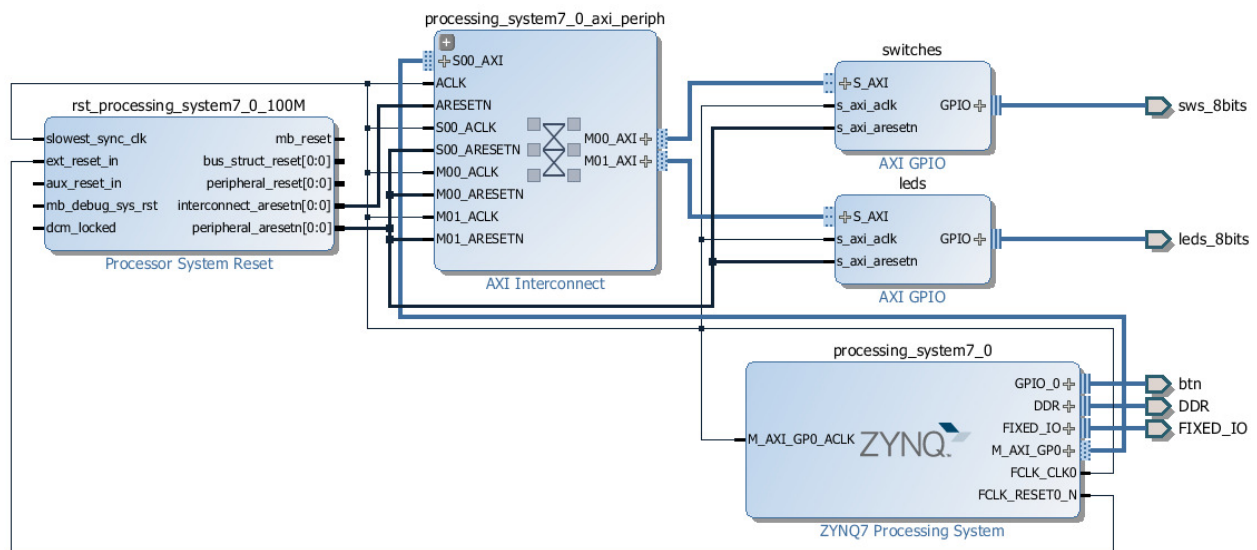 processing_system7_0_axi_periph
S00_AXI
ACLK
ARESETN
S00_ACLK
S00_ARESETN
M00_ACLK
M00_ARESETN
M01_ACLK
M01_ARESETN
M00_AXI
M01_AXI
AXI Interconnect
rst_processing_system7_0_100M
slowest_sync_clk
ext_reset_in
aux_reset_in
mb_debug_sys_rst
dcm_locked
mb_reset
bus_struct_reset[0:0]
peripheral_reset[0:0]
interconnect_aresetn[0:0]
peripheral_aresetn[0:0]
Processor System Reset
switches
S_AXI
s_axi_aclk
s_axi_aresetn
GPIO
AXI GPIO
sws_8bits
leds
S_AXI
s_axi_aclk
s_axi_aresetn
GPIO
AXI GPIO
leds_8bits
processing_system7_0
M_AXI_GP0_ACLK
ZYNQ
GPIO_0
DDR
FIXED_IO
M_AXI_GP0
FCLK_CLK0
FCLK_RESET0_N
ZYNQ7 Processing System
btn
DDR
FIXED_IO